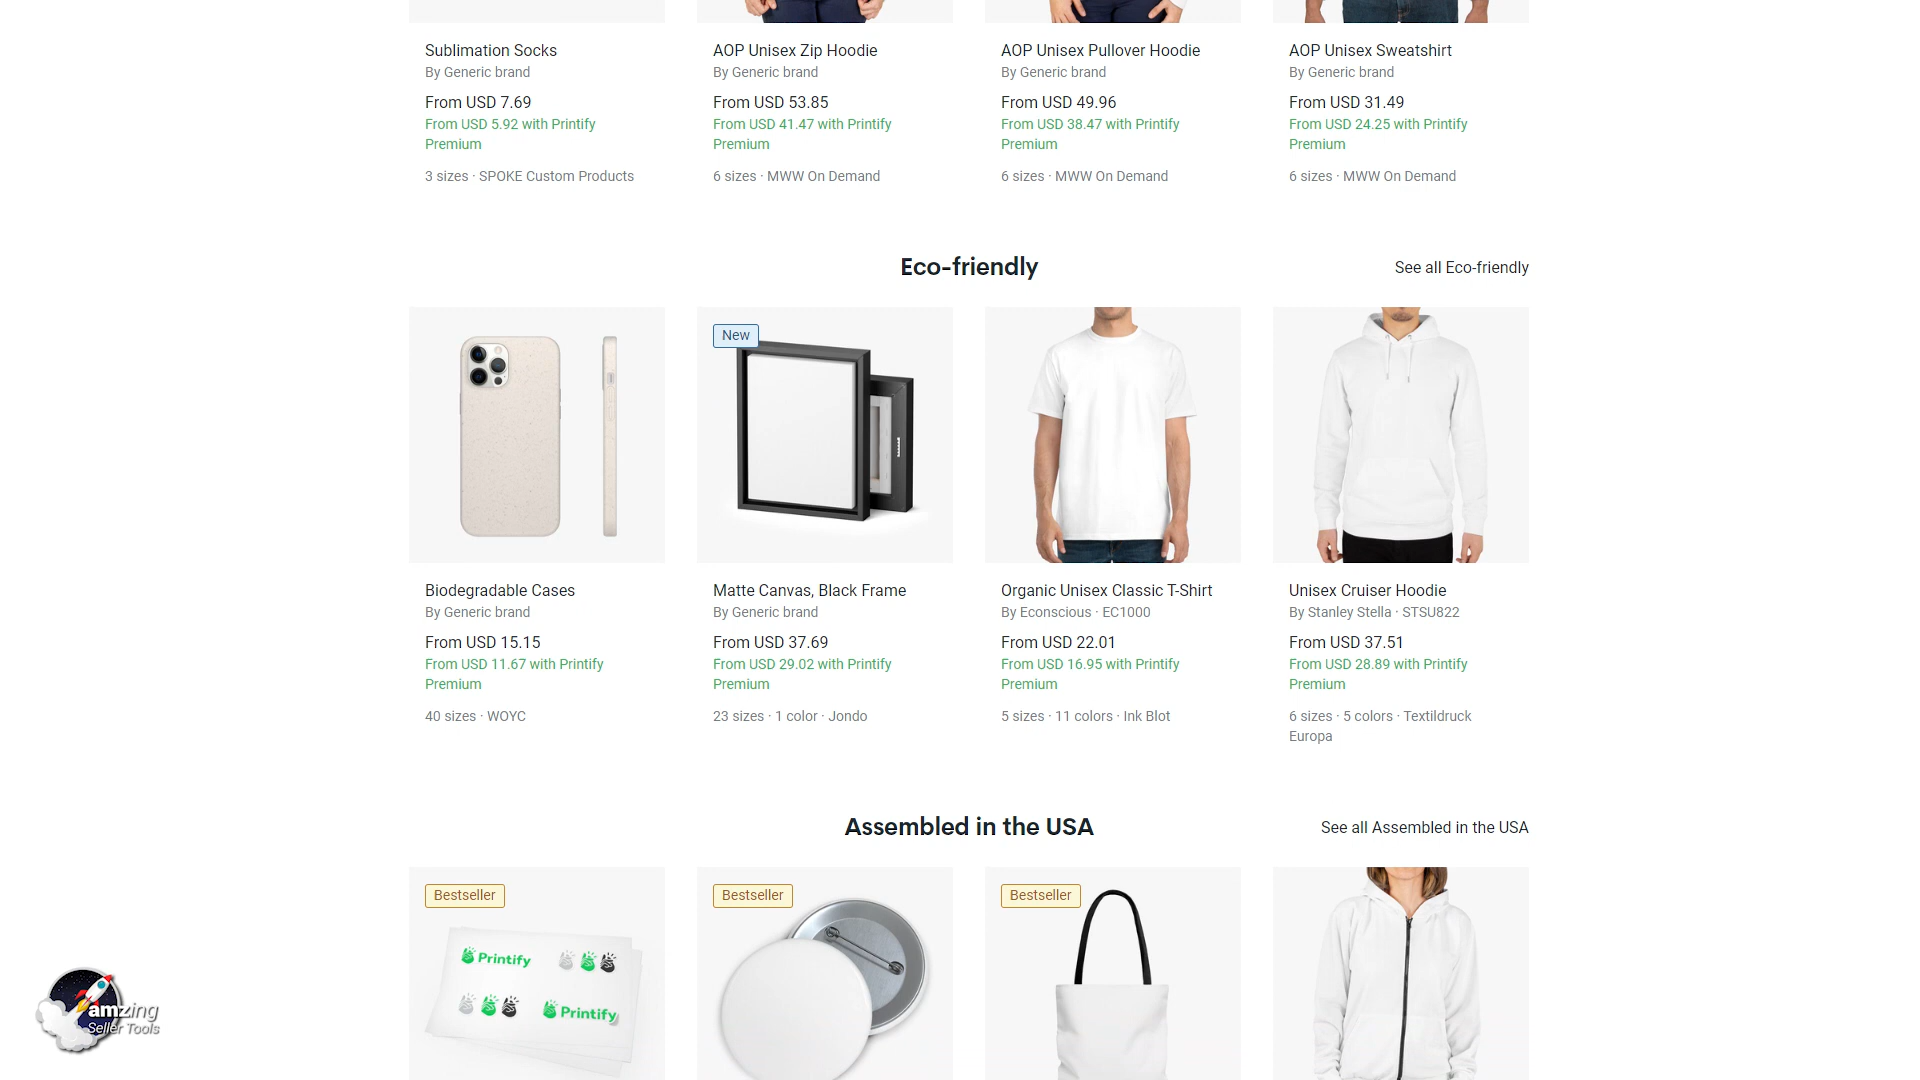 Sublimation Socks
By Generic brand
From USD 7.69
From USD 5.92 with Printify
Premium
3 sizes · SPOKE Custom Products
AOP Unisex Zip Hoodie
By Generic brand
From USD 53.85
From USD 41.47 with Printify
Premium
6 sizes · MWW On Demand
AOP Unisex Pullover Hoodie
By Generic brand
From USD 49.96
From USD 38.47 with Printify
Premium
6 sizes · MWW On Demand
AOP Unisex Sweatshirt
By Generic brand
From USD 31.49
From USD 24.25 with Printify
Premium
6 sizes · MWW On Demand
Eco-friendly
See all Eco-friendly
Biodegradable Cases
By Generic brand
From USD 15.15
From USD 11.67 with Printify
Premium
40 sizes · WOYC
New
Matte Canvas, Black Frame
By Generic brand
From USD 37.69
From USD 29.02 with Printify
Premium
23 sizes · 1 color · Jondo
Organic Unisex Classic T-Shirt
By Econscious · EC1000
From USD 22.01
From USD 16.95 with Printify
Premium
5 sizes · 11 colors · Ink Blot
Unisex Cruiser Hoodie
By Stanley Stella · STSU822
From USD 37.51
From USD 28.89 with Printify
Premium
6 sizes · 5 colors · Textildruck
Europa
Assembled in the USA
See all Assembled in the USA
Bestseller
Printify
Printify
Bestseller
Bestseller
amzing
Seller Tools